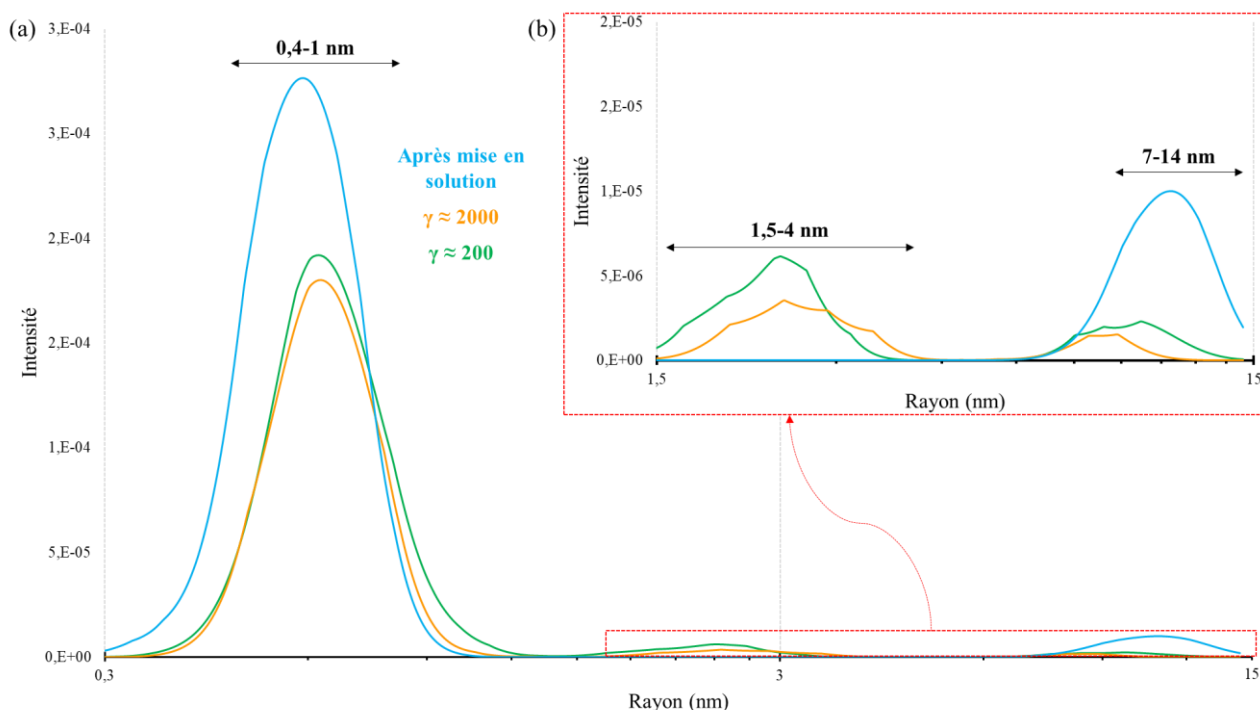 (a)
3,E-04
3,E-04
2,E-04
2,E-04
1,E-04
5,E-05
0,E+00
Intensité
0,4-1 nm
Après mise en
solution
γ ≈ 2000
γ ≈ 200
0,3
3
15
Rayon (nm)
(b)
2,E-05
2,E-05
1,E-05
5,E-06
0,E+00
Intensité
1,5-4 nm
7-14 nm
1,5
15
Rayon (nm)